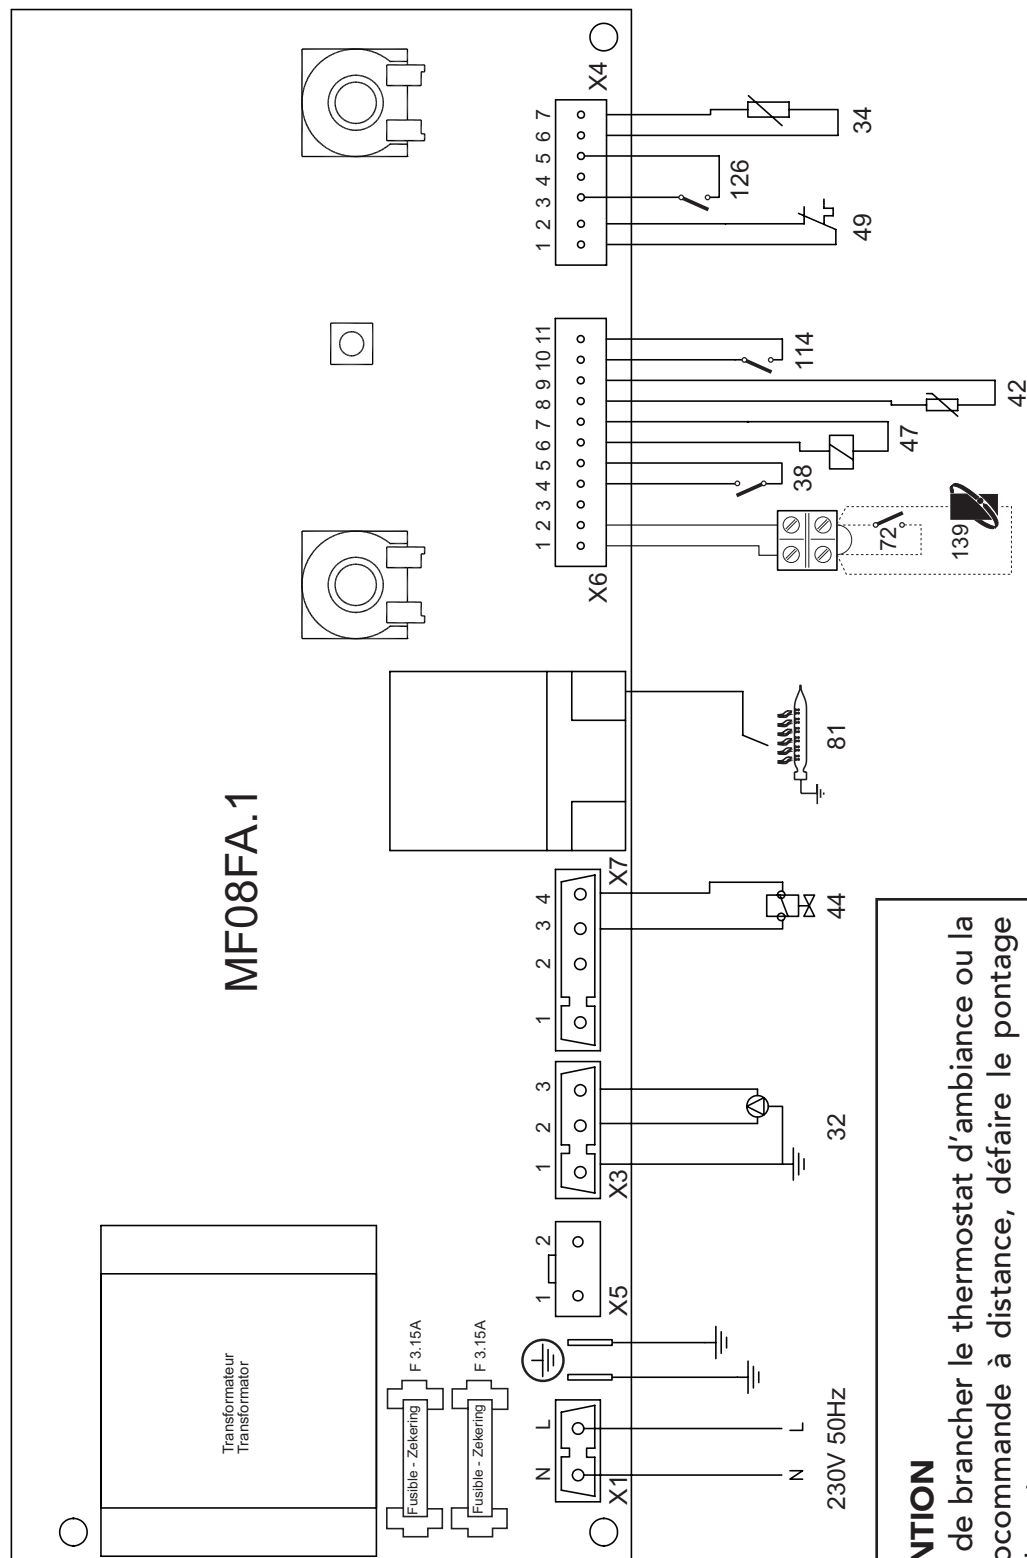 MF08FA.1
Transformateur
Transformator
Fusible - Zekering
F 3.15A
Fusible - Zekering
F 3.15A
N L
X1
1 2
X5
1 2 3
X3
1 2 3 4
X7
1 2 3 4 5 6 7 8 9 10 11
X6
1 2 3 4 5 6 7
X4
N L
230V 50Hz
32
44
81
72
139
38
47
42
114
49
126
34
NTION
de brancher le thermostat d'ambiance ou la
ocommande à distance, défaire le pontage